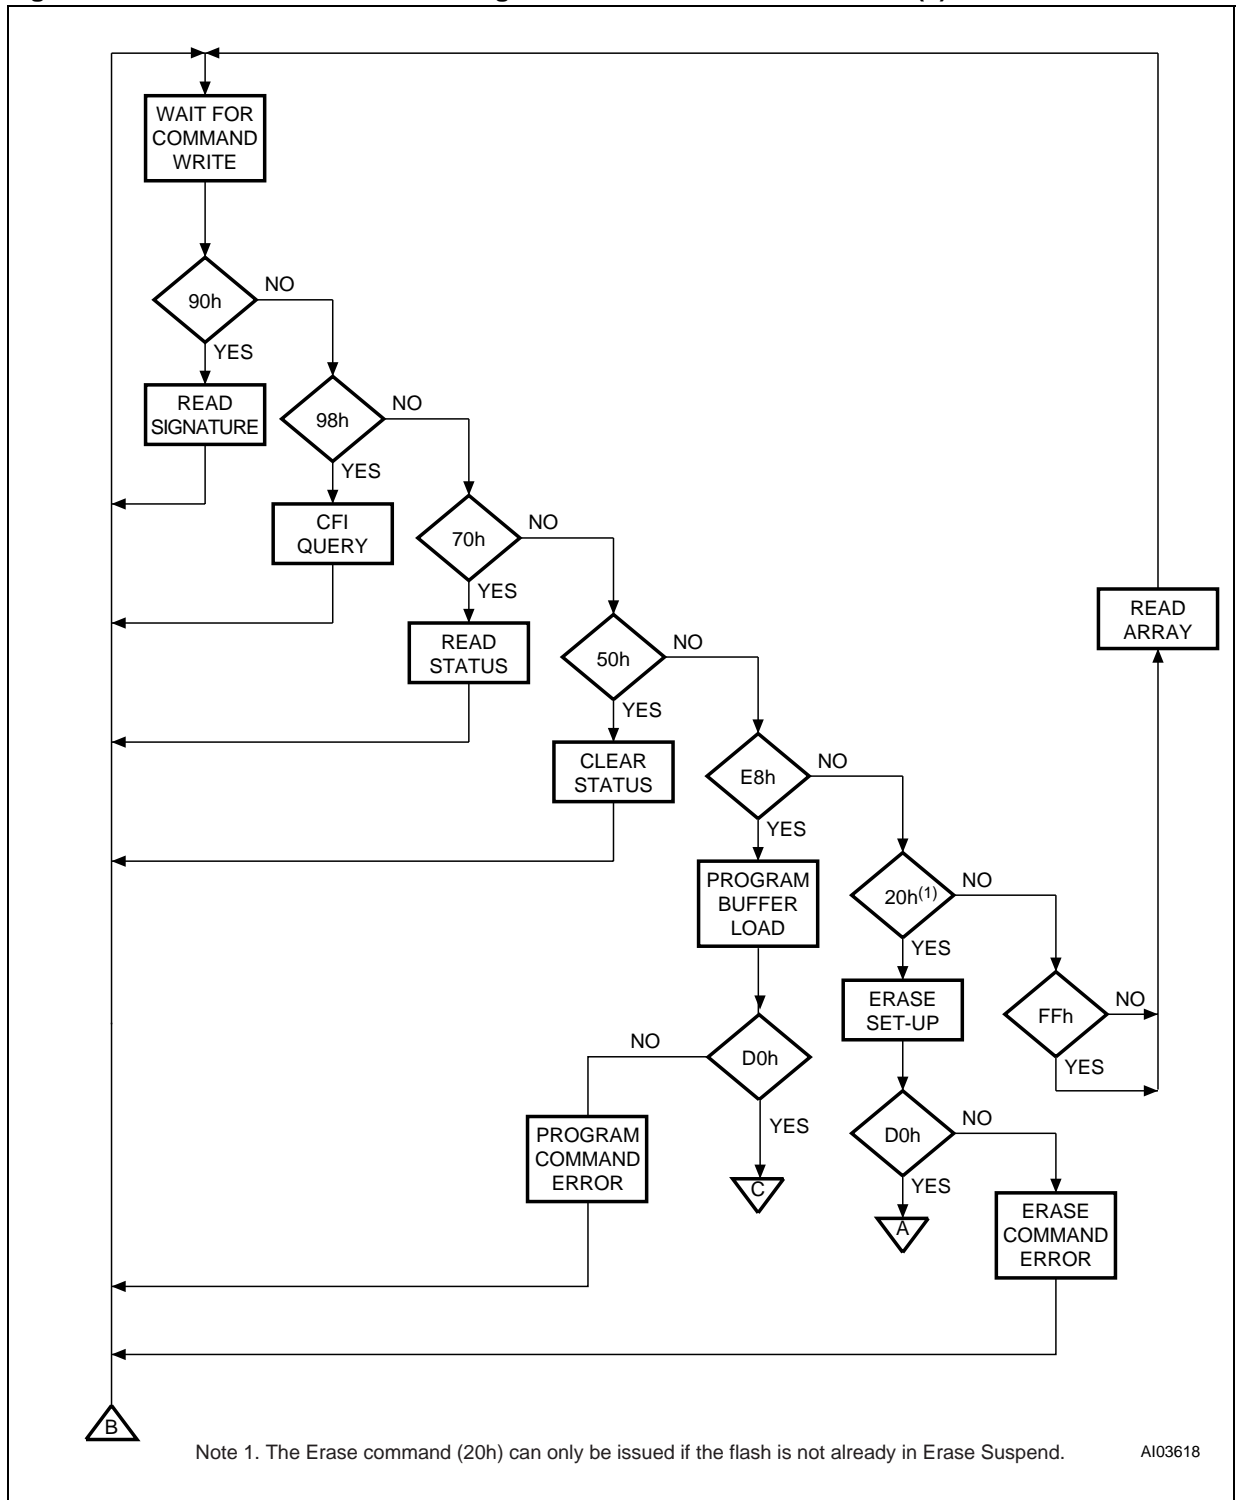 WAIT FOR
COMMAND
WRITE
90h
NO
YES
READ
SIGNATURE
98h
NO
YES
CFI
QUERY
70h
NO
YES
READ
STATUS
50h
NO
YES
CLEAR
STATUS
READ
ARRAY
E8h
NO
YES
PROGRAM
BUFFER
LOAD
20h(1)
NO
YES
ERASE
SET-UP
FFh
NO
YES
D0h
NO
YES
PROGRAM
COMMAND
ERROR
C
D0h
NO
YES
A
ERASE
COMMAND
ERROR
B
Note 1. The Erase command (20h) can only be issued if the flash is not already in Erase Suspend.
AI03618